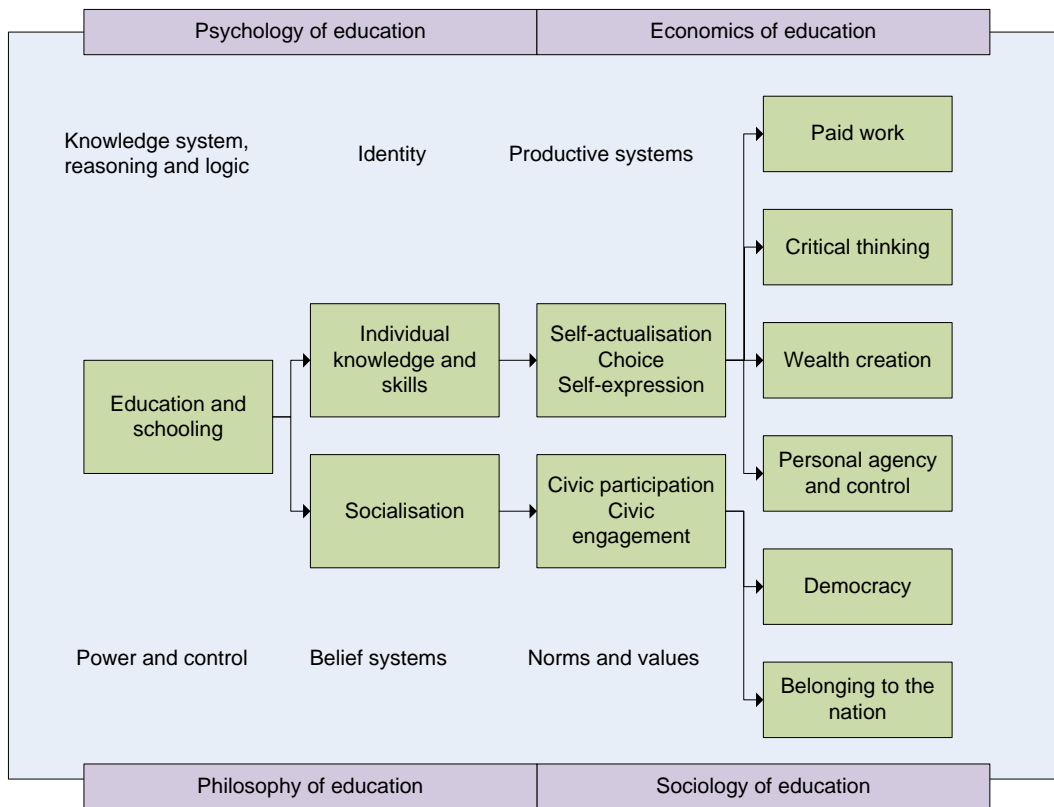 Psychology of education
Economics of education
Knowledge system,
reasoning and logic
Identity
Productive systems
Paid work
Critical thinking
Individual
knowledge and
skills
Self-actualisation
Choice
Self-expression
Wealth creation
Education and
schooling
Personal agency
and control
Socialisation
Civic participation
Civic
engagement
Democracy
Power and control
Belief systems
Norms and values
Belonging to the
nation
Philosophy of education
Sociology of education